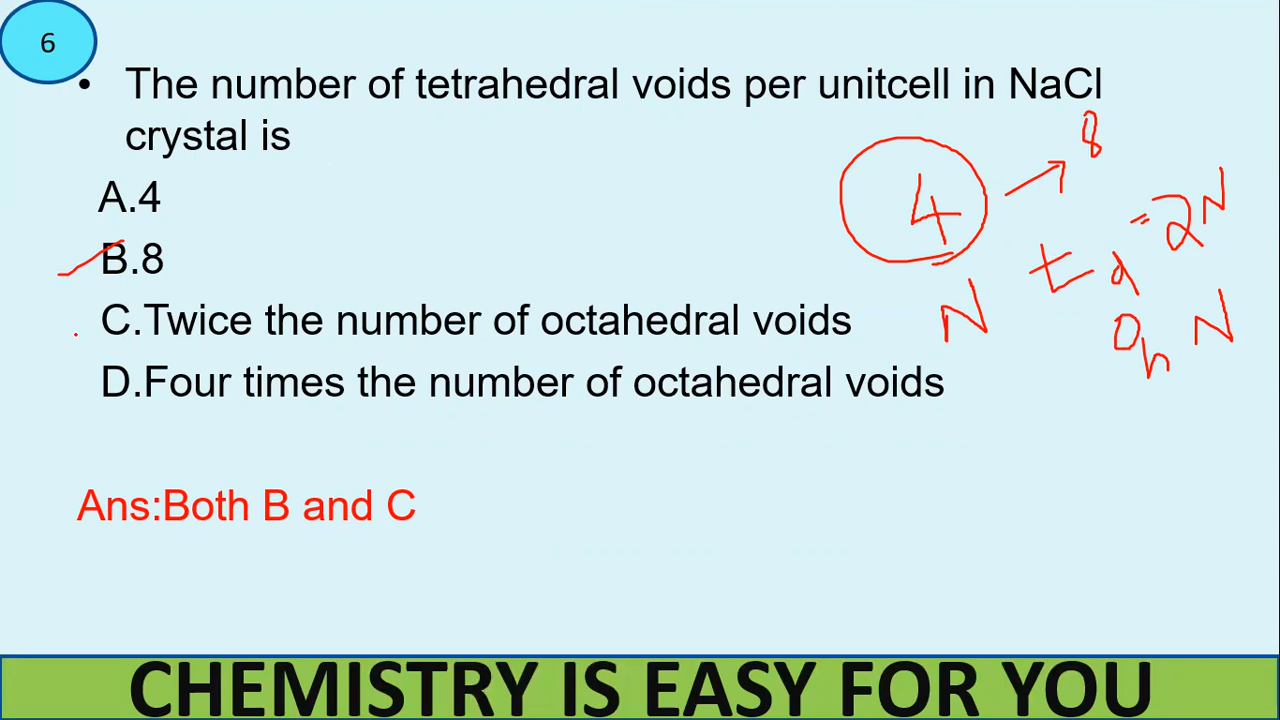 6
• The number of tetrahedral voids per unitcell in NaCl
crystal is
A.4
B.8
C.Twice the number of octahedral voids
D.Four times the number of octahedral voids
8
4
=2N
N
td
Oh N
Ans:Both B and C
CHEMISTRY IS EASY FOR YOU